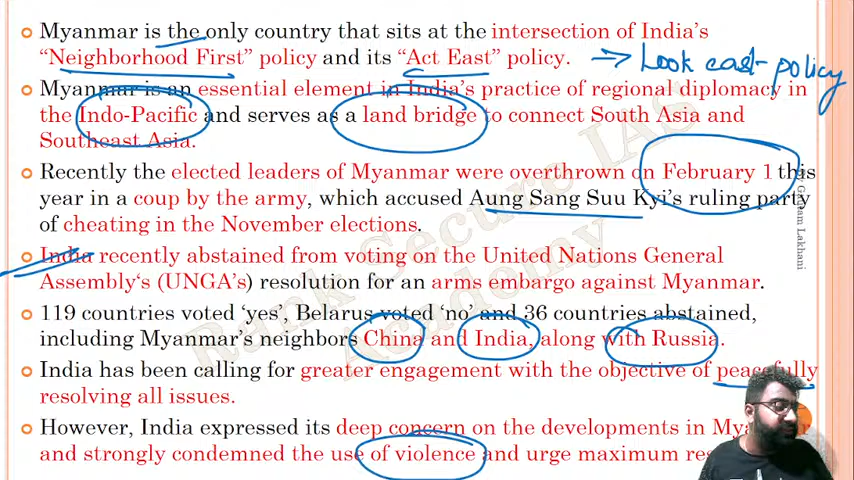 Myanmar is the only country that sits at the intersection of India's
"Neighborhood First" policy and its "Act East" policy. → Look east policy
Myanmar is an essential element in India's practice of regional diplomacy in
the Indo-Pacific and serves as a land bridge to connect South Asia and
Southeast Asia.
Recently the elected leaders of Myanmar were overthrown on February 1 this
year in a coup by the army, which accused Aung Sang Suu Kyi's ruling party
of cheating in the November elections.
India recently abstained from voting on the United Nations General
Assembly's (UNGA's) resolution for an arms embargo against Myanmar.
119 countries voted 'yes', Belarus voted 'no' and 36 countries abstained,
including Myanmar's neighbors China and India, along with Russia.
India has been calling for greater engagement with the objective of peacefully
resolving all issues.
However, India expressed its deep concern on the developments in
and strongly condemned the use of violence and urge maximum
Rank Secure IAS
Academy
Lakhani